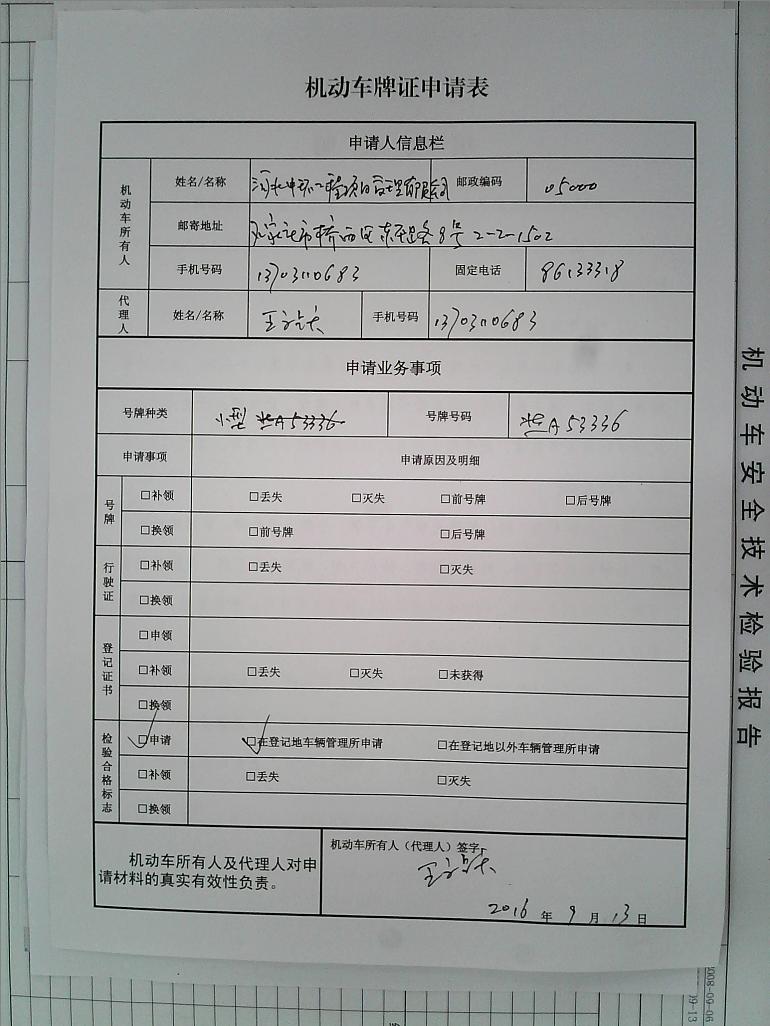 机动车牌证申请表
申请人信息栏
机动车所有人
姓名/名称 河北中环工程项目管理有限公司 邮政编码 05000
邮寄地址 石家庄市桥西区东平路8号2-2-1502
手机号码 13703110683 固定电话 86133318
代理人 姓名/名称 王 手机号码 13703110683
申请业务事项
号牌种类 小型 冀A53336 号牌号码 冀A53336
申请事项 申请原因及明细
号牌 □补领 □丢失 □灭失 □前号牌 □后号牌
□换领 □前号牌 □后号牌
行驶证 □补领 □丢失 □灭失
□换领
登记证书 □申领
□补领 □丢失 □灭失 □未获得
□换领
检验合格标志 □申请 □在登记地车辆管理所申请 □在登记地以外车辆管理所申请
□补领 □丢失 □灭失
□换领
机动车所有人及代理人对申
请材料的真实有效性负责。
机动车所有人（代理人）签字：
王
2016 年 9 月 13 日
机动车安全技术检验报告
2008-09-06
09-13